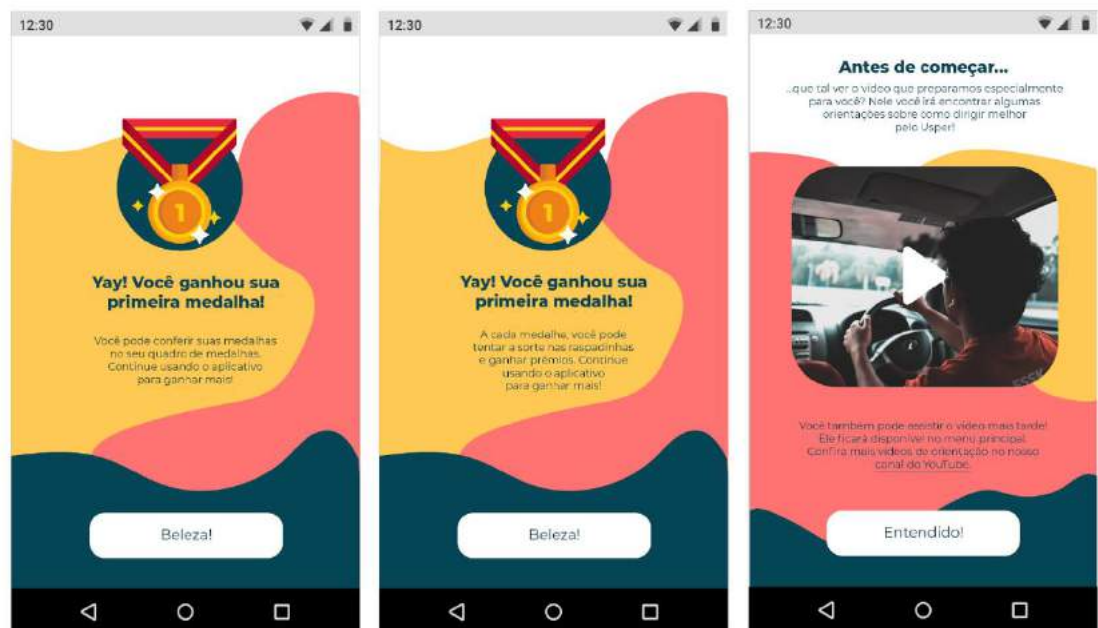 12:30
1
Yay! Você ganhou sua
primeira medalha!
Você pode conferir suas medalhas
no seu quadro de medalhas.
Continue usando o aplicativo
para ganhar mais!
Beleza!
12:30
1
Yay! Você ganhou sua
primeira medalha!
A cada medalha, você pode
tentar a sorte nas raspadinhas
e ganhar prêmios. Continue
usando o aplicativo
para ganhar mais!
Beleza!
12:30
Antes de começar...
...que tal ver o vídeo que preparamos especialmente
para você? Nele você irá encontrar algumas
orientações sobre como dirigir melhor
pelo Usper!
Você também pode assistir o vídeo mais tarde!
Ele ficará disponível no menu principal.
Confira mais vídeos de orientação no nosso
canal do YouTube.
Entendido!